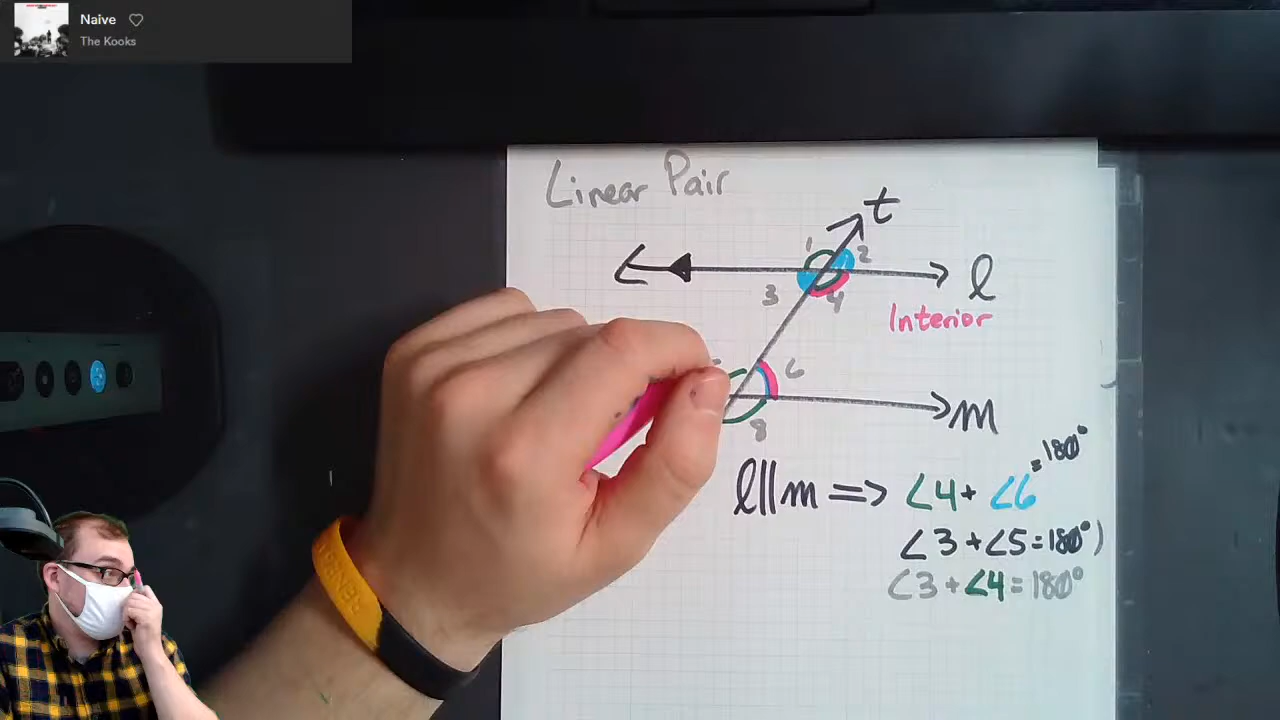 Naive
The Kooks
Linear Pair
t
1 2
3 4
l
Interior
6
8
m
l||m => ∠4+ ∠6 =180°
∠3+∠5=180°)
∠3+∠4=180°